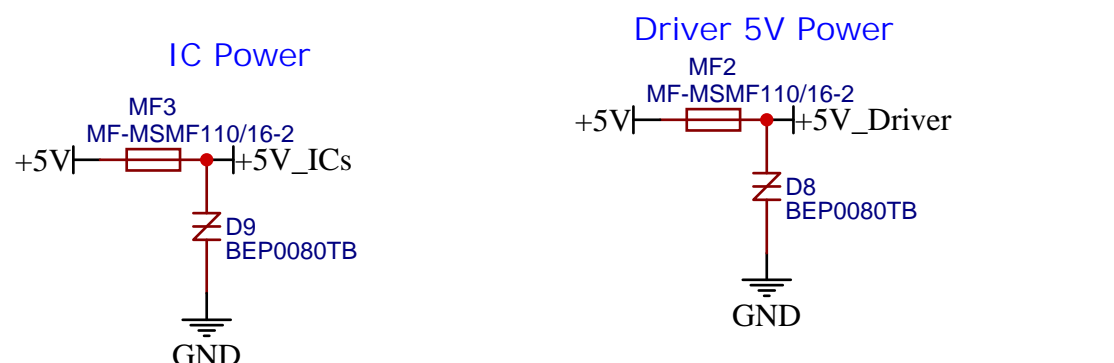 IC Power
MF3
MF-MSMF110/16-2
+5V
+5V_ICs
D9
BEP0080TB
GND
Driver 5V Power
MF2
MF-MSMF110/16-2
+5V
+5V_Driver
D8
BEP0080TB
GND